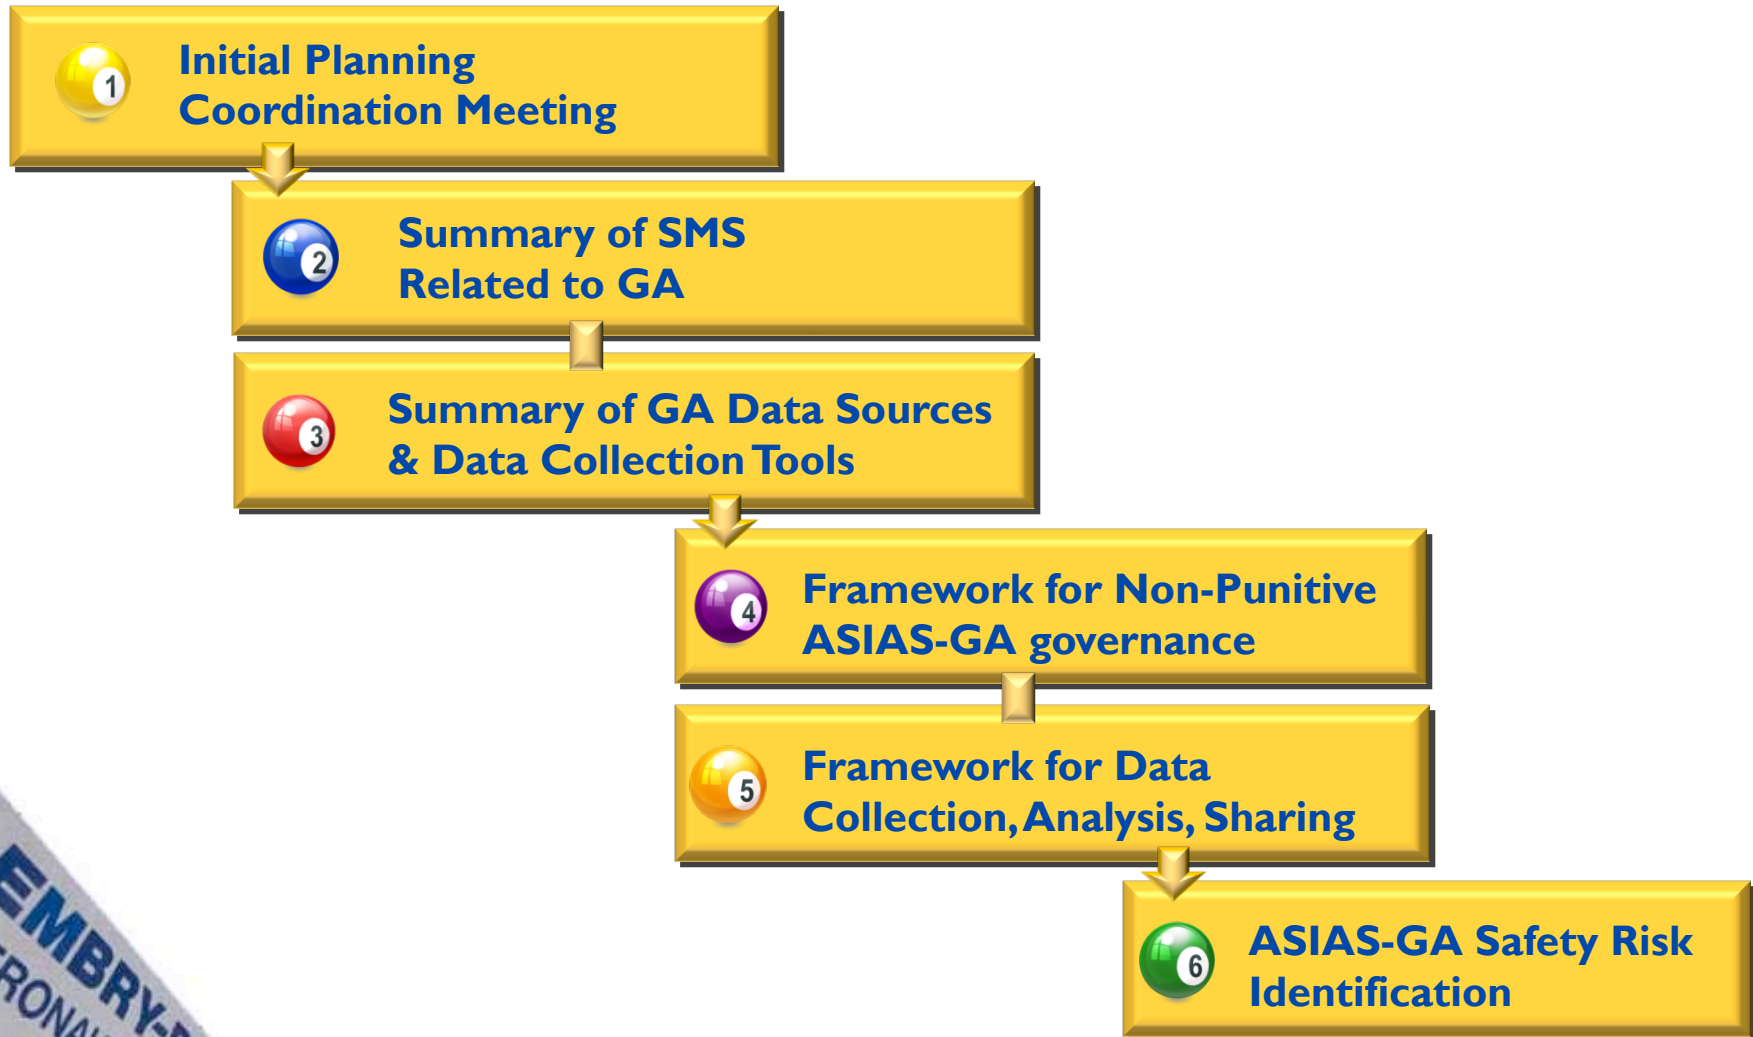 1
Initial Planning
Coordination Meeting
2
Summary of SMS
Related to GA
3
Summary of GA Data Sources
& Data Collection Tools
4
Framework for Non-Punitive
ASIAS-GA governance
5
Framework for Data
Collection, Analysis, Sharing
6
ASIAS-GA Safety Risk
Identification
EMBRY-